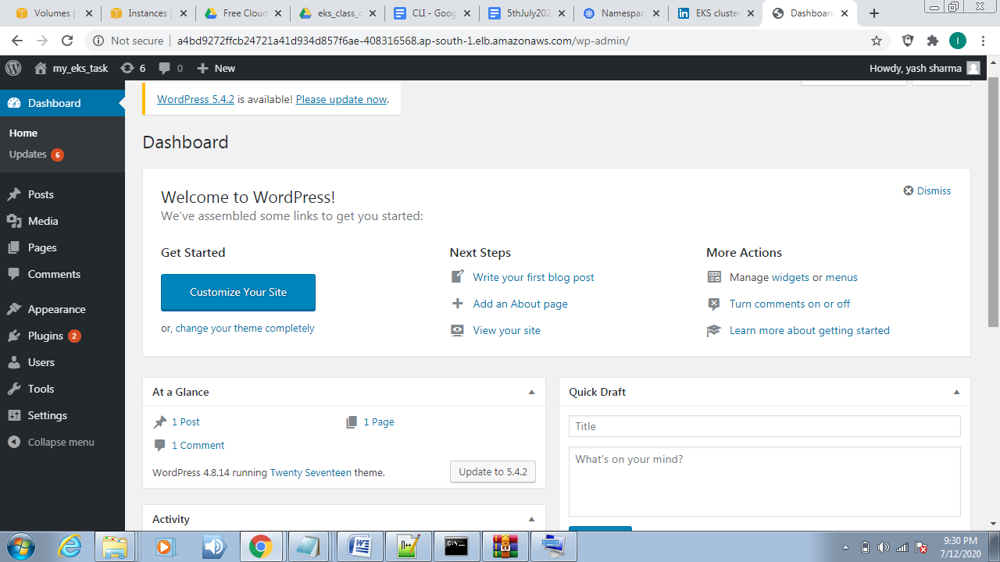 Volumes | Instances | Free Cloud eks_class_c CLI - Goog 5thJuly202 Namespac EKS cluster Dashboard
Not secure | a4bd9272ffcb24721a41d934d857f6ae-408316568.ap-south-1.elb.amazonaws.com/wp-admin/ I
my_eks_task 6 0 + New Howdy, yash sharma
WordPress 5.4.2 is available! Please update now.
Dashboard
Home
Updates 6
Posts
Media
Pages
Comments
Appearance
Plugins 2
Users
Tools
Settings
Collapse menu
Dashboard
Welcome to WordPress!
Dismiss
We've assembled some links to get you started:
Get Started
Customize Your Site
or, change your theme completely
Next Steps
Write your first blog post
Add an About page
View your site
More Actions
Manage widgets or menus
Turn comments on or off
Learn more about getting started
At a Glance
1 Post
1 Page
1 Comment
WordPress 4.8.14 running Twenty Seventeen theme.
Update to 5.4.2
Activity
Quick Draft
Title
What's on your mind?
9:30 PM
7/12/2020